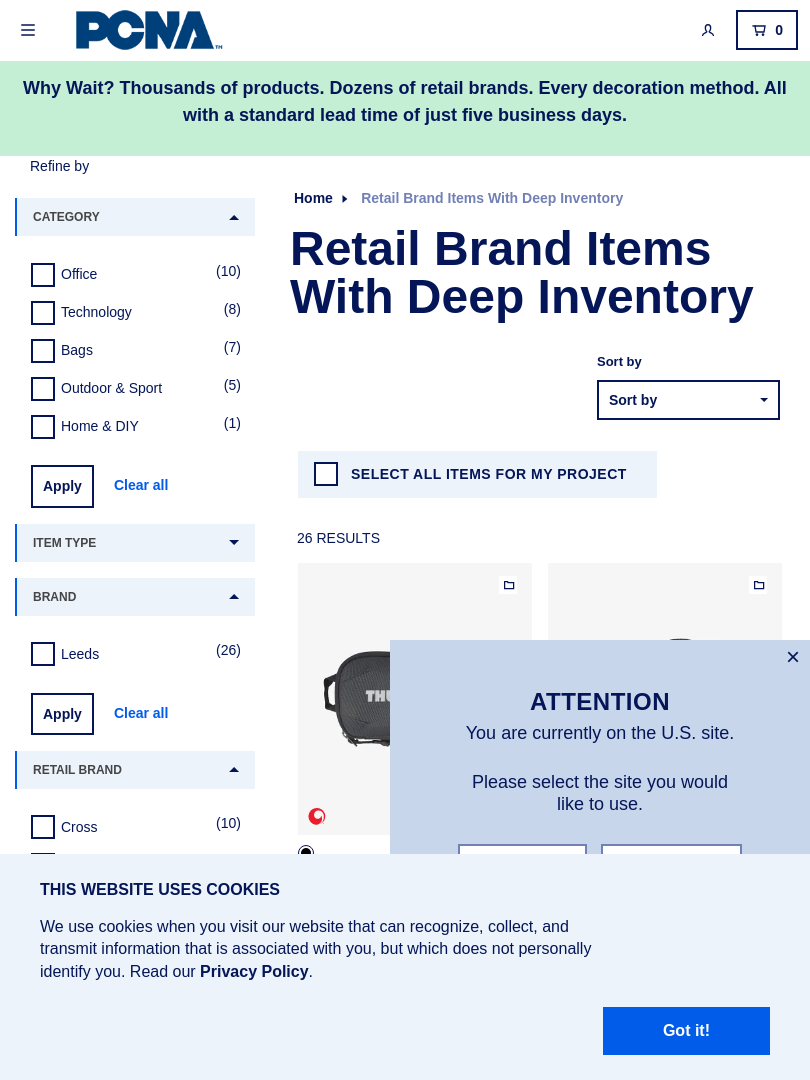 PCNA™
0
Why Wait? Thousands of products. Dozens of retail brands. Every decoration method. All
with a standard lead time of just five business days.
Refine by
Home
Retail Brand Items With Deep Inventory
CATEGORY
Retail Brand Items
With Deep Inventory
Office
(10)
Technology
(8)
Bags
(7)
Outdoor & Sport
(5)
Home & DIY
(1)
Sort by
Sort by
Apply
Clear all
SELECT ALL ITEMS FOR MY PROJECT
ITEM TYPE
26 RESULTS
BRAND
Leeds
(26)
Apply
Clear all
RETAIL BRAND
Cross
(10)
ATTENTION
You are currently on the U.S. site.
Please select the site you would
like to use.
THIS WEBSITE USES COOKIES
We use cookies when you visit our website that can recognize, collect, and
transmit information that is associated with you, but which does not personally
identify you. Read our Privacy Policy.
Got it!